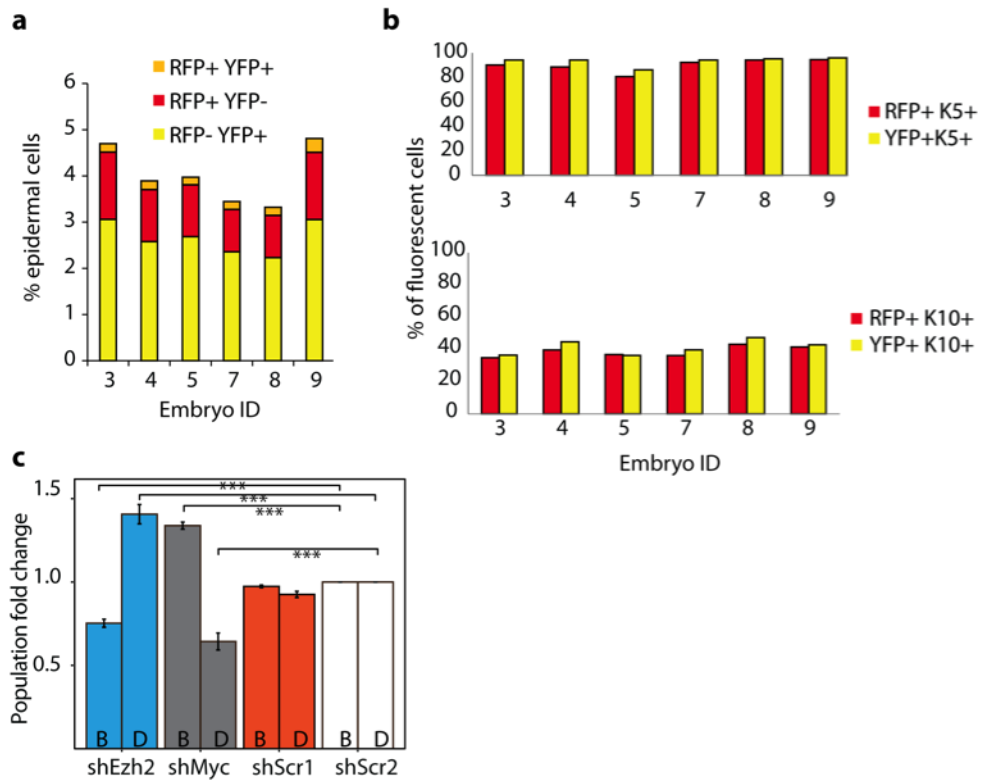 a
RFP+ YFP+
RFP+ YFP-
RFP- YFP+
% epidermal cells
6
5
4
3
2
1
0
3 4 5 7 8 9
Embryo ID
b
% of fluorescent cells
100
80
60
40
20
0
3 4 5 7 8 9
RFP+ K5+
YFP+K5+
100
80
60
40
20
0
3 4 5 7 8 9
RFP+ K10+
YFP+ K10+
Embryo ID
c
Population fold change
1.5
1.0
0.5
***
***
***
***
B D B D B D B D
shEzh2 shMyc shScr1 shScr2